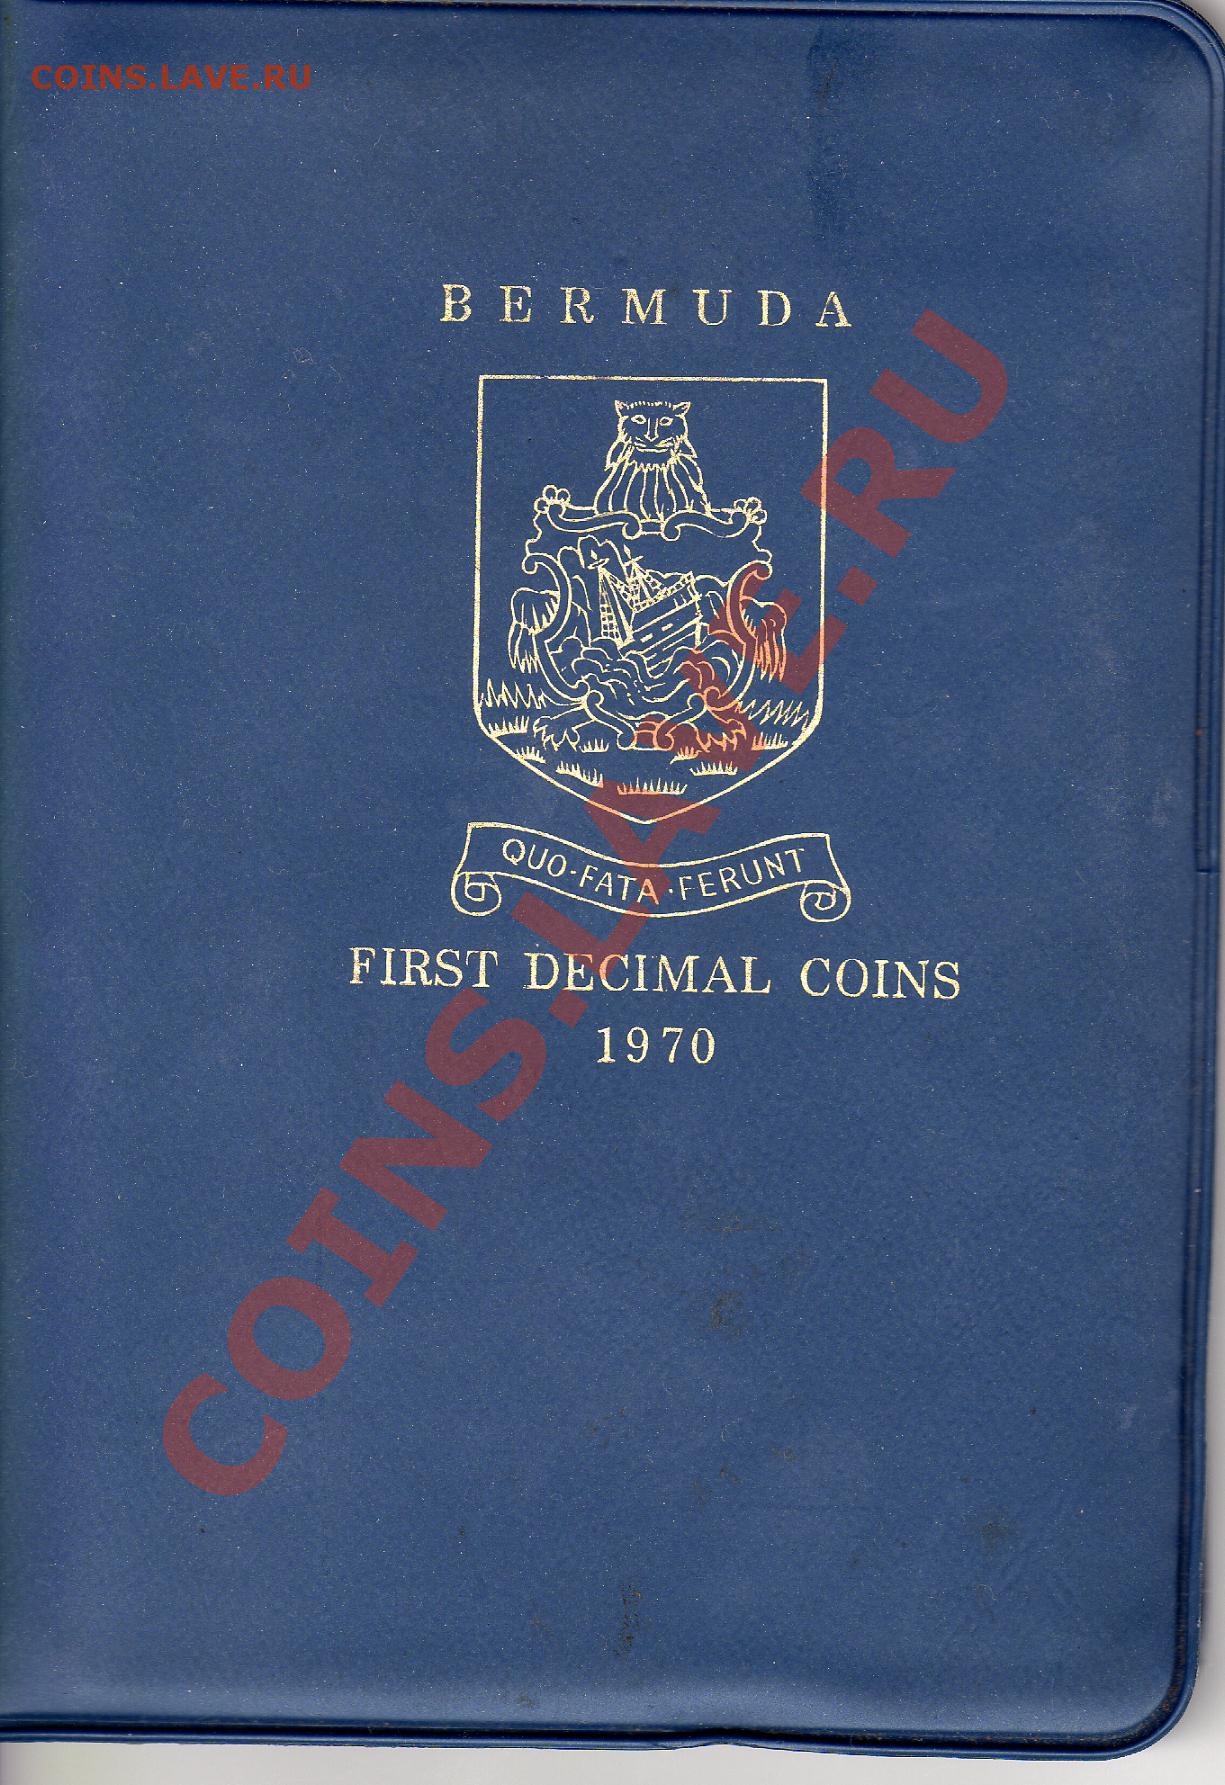 COINS.LAVE.RU
BERMUDA
QUO·FATA·FERUNT
FIRST DECIMAL COINS
1970
COINS.LAVE.RU